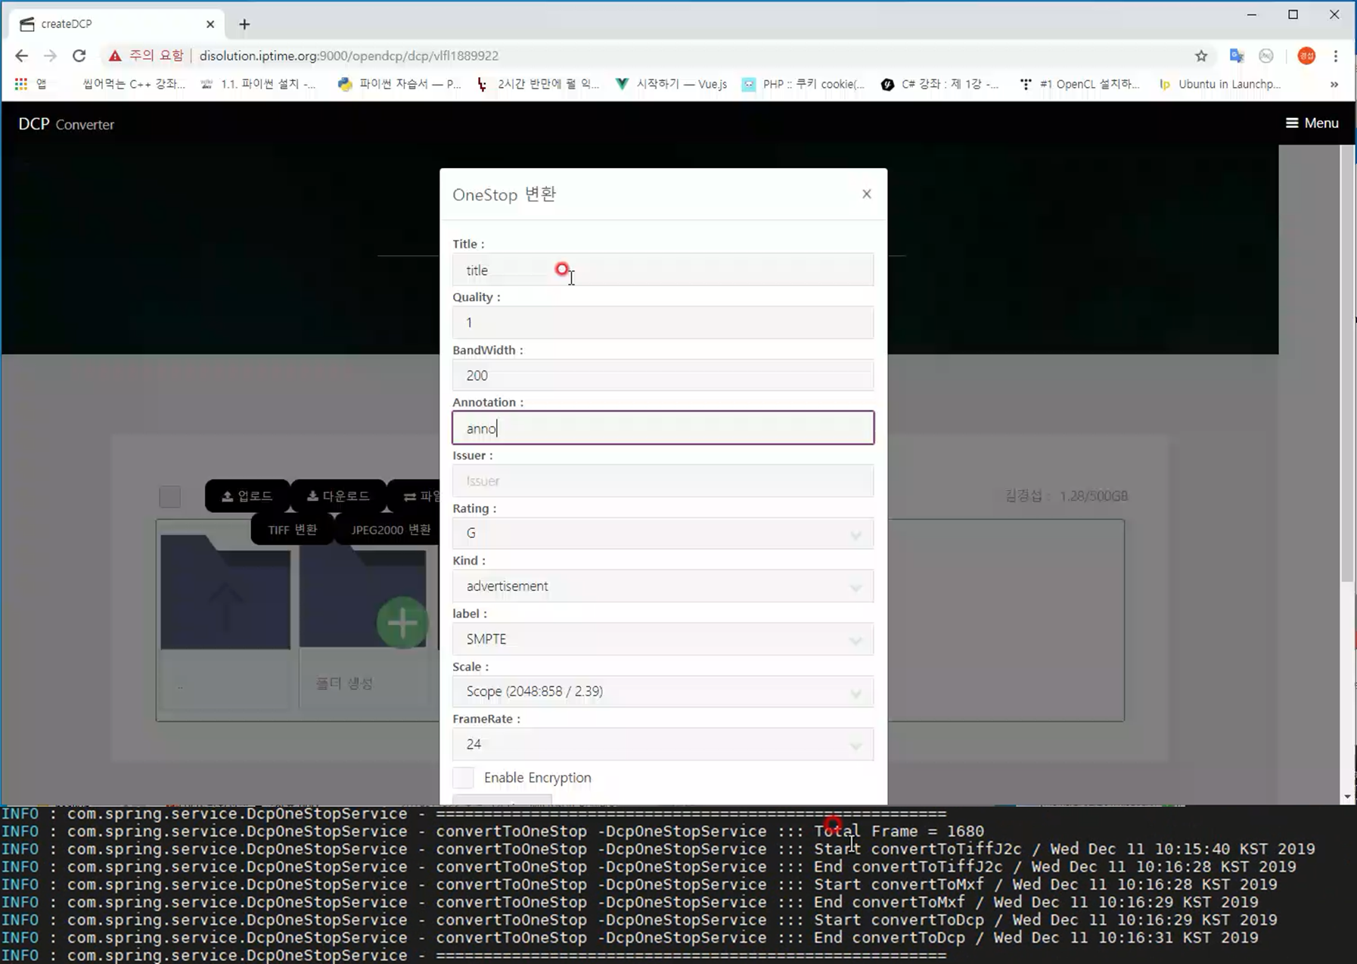 createDCP
주의 요함 disolution.iptime.org:9000/opendcp/dcp/vlfl1889922 경섭
앱 씹어먹는 C++ 강좌... 1.1. 파이썬 설치 -... 파이썬 자습서 — P... 2시간 반만에 펄 익... 시작하기 — Vue.js PHP :: 쿠키 cookie(... C# 강좌 : 제 1강 -... #1 OpenCL 설치하... Ubuntu in Launchp... »
DCP Converter Menu
OneStop 변환
Title :
title
Quality :
1
BandWidth :
200
Annotation :
anno
Issuer :
Issuer
Rating :
G
Kind :
advertisement
label :
SMPTE
Scale :
Scope (2048:858 / 2.39)
FrameRate :
24
Enable Encryption
업로드 다운로드 파일
길경섭 : 1.28/500GB
TIFF 변환 JPEG2000 변환
..
폴더 생성
INFO : com.spring.service.DcpOneStopService - =================================================
INFO : com.spring.service.DcpOneStopService - convertToOneStop -DcpOneStopService ::: Total Frame = 1680
INFO : com.spring.service.DcpOneStopService - convertToOneStop -DcpOneStopService ::: Start convertToTiffJ2c / Wed Dec 11 10:15:40 KST 2019
INFO : com.spring.service.DcpOneStopService - convertToOneStop -DcpOneStopService ::: End convertToTiffJ2c / Wed Dec 11 10:16:28 KST 2019
INFO : com.spring.service.DcpOneStopService - convertToOneStop -DcpOneStopService ::: Start convertToMxf / Wed Dec 11 10:16:28 KST 2019
INFO : com.spring.service.DcpOneStopService - convertToOneStop -DcpOneStopService ::: End convertToMxf / Wed Dec 11 10:16:29 KST 2019
INFO : com.spring.service.DcpOneStopService - convertToOneStop -DcpOneStopService ::: Start convertToDcp / Wed Dec 11 10:16:29 KST 2019
INFO : com.spring.service.DcpOneStopService - convertToOneStop -DcpOneStopService ::: End convertToDcp / Wed Dec 11 10:16:31 KST 2019
INFO : com.spring.service.DcpOneStopService - =================================================